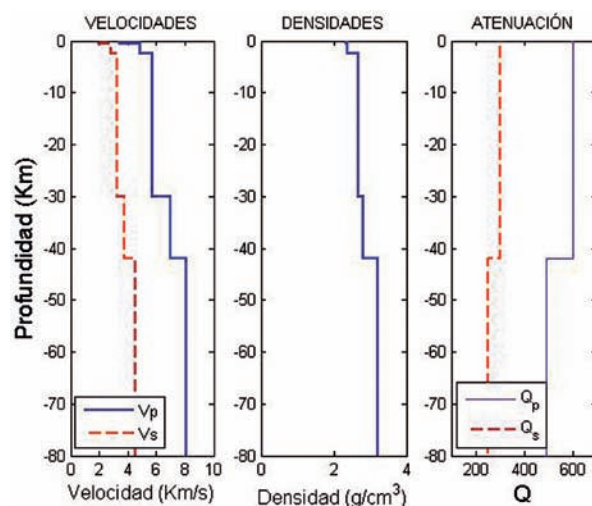 VELOCIDADES
DENSIDADES
ATENUACIÓN
Profundidad (Km)
0
-10
-20
-30
-40
-50
-60
-70
-80
Vp
Vs
0 2 4 6 8 10
Velocidad (Km/s)
0
-10
-20
-30
-40
-50
-60
-70
-80
0 2 4
Densidad (g/cm³)
0
-10
-20
-30
-40
-50
-60
-70
-80
Qp
Qs
200 400 600
Q